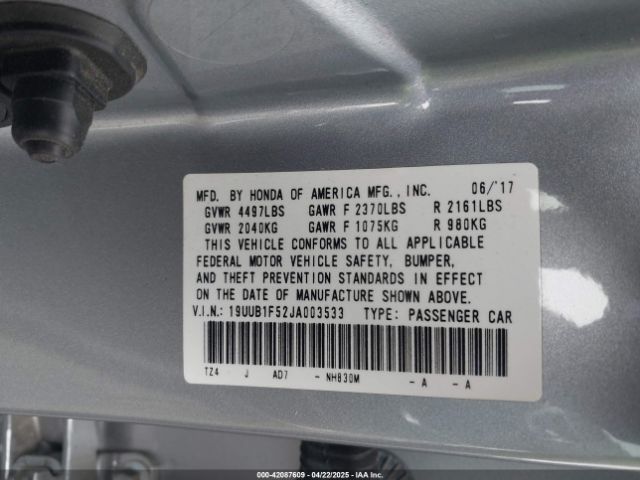 MFD. BY HONDA OF AMERICA MFG., INC. 06/'17
GVWR 4497LBS GAWR F 2370LBS R 2161LBS
GVWR 2040KG GAWR F 1075KG R 980KG
THIS VEHICLE CONFORMS TO ALL APPLICABLE
FEDERAL MOTOR VEHICLE SAFETY, BUMPER,
AND THEFT PREVENTION STANDARDS IN EFFECT
ON THE DATE OF MANUFACTURE SHOWN ABOVE.
V.I.N.: 19UUB1F52JA003533 TYPE: PASSENGER CAR
TZ4 J AD7 - NH830M - A - A
000-42087609 - 04/22/2025 - IAAI Inc.